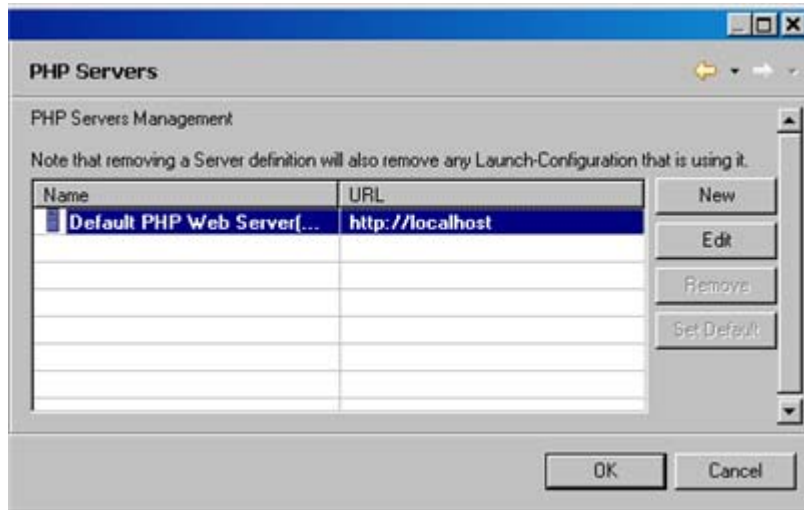 PHP Servers
PHP Servers Management
Note that removing a Server definition will also remove any Launch-Configuration that is using it.
Name URL
Default PHP Web Server(... http://localhost
New
Edit
Remove
Set Default
OK Cancel